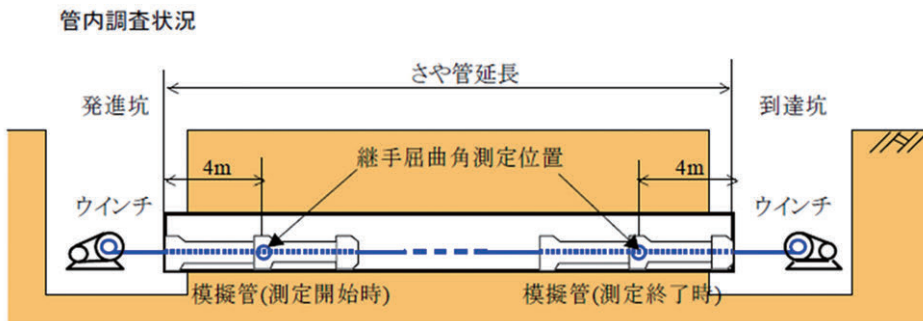 管内調査状況
さや管延長
発進坑
到達坑
継手屈曲角測定位置
4m
4m
ウインチ
ウインチ
模擬管(測定開始時)
模擬管(測定終了時)